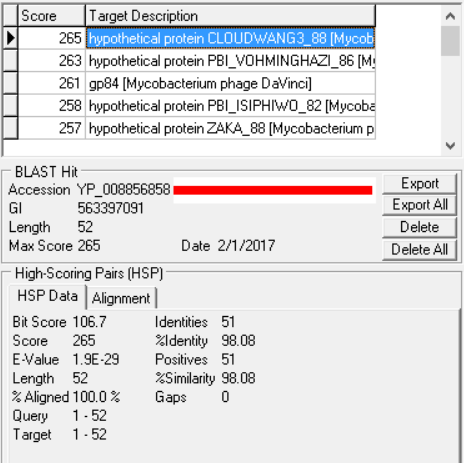 Score Target Description
265 hypothetical protein CLOUDWANG3_88 [Mycob
263 hypothetical protein PBI_VOHMINGHAZI_86 [My
261 gp84 [Mycobacterium phage DaVinci]
258 hypothetical protein PBI_ISIPHIWO_82 [Mycoba
257 hypothetical protein ZAKA_88 [Mycobacterium p
BLAST Hit
Accession YP_008856858 Export
GI 563397091 Export All
Length 52 Delete
Max Score 265 Date 2/1/2017 Delete All
High-Scoring Pairs (HSP)
HSP Data Alignment
Bit Score 106.7 Identities 51
Score 265 %Identity 98.08
E-Value 1.9E-29 Positives 51
Length 52 %Similarity 98.08
% Aligned 100.0 % Gaps 0
Query 1 - 52
Target 1 - 52